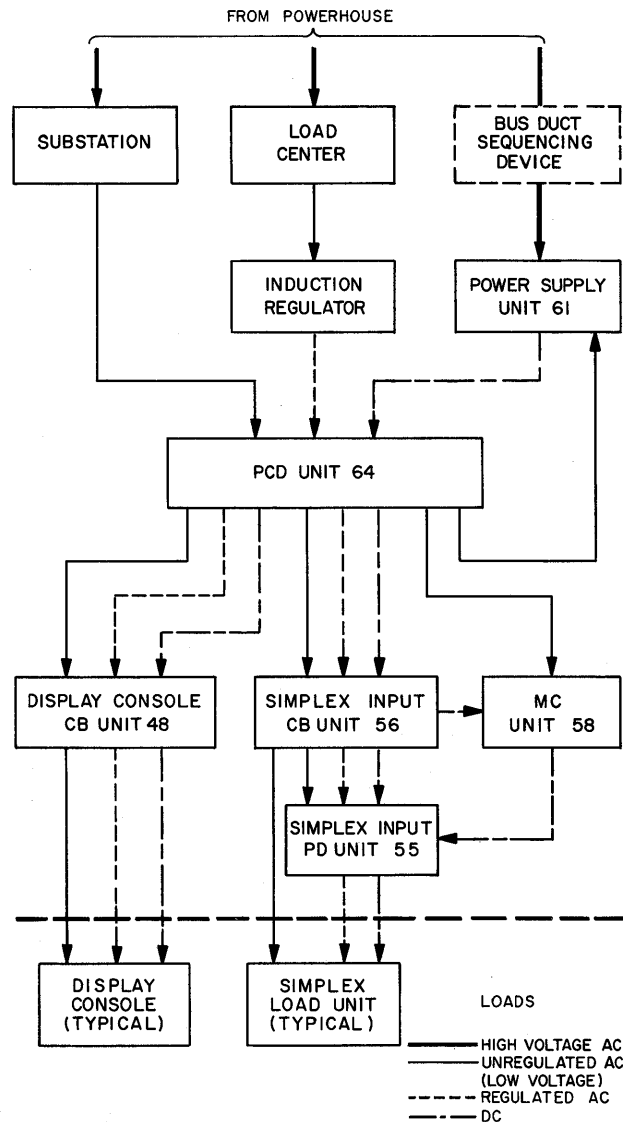 FROM POWERHOUSE
SUBSTATION
LOAD
CENTER
BUS DUCT
SEQUENCING
DEVICE
INDUCTION
REGULATOR
POWER SUPPLY
UNIT 61
PCD UNIT 64
DISPLAY CONSOLE
CB UNIT 48
SIMPLEX INPUT
CB UNIT 56
MC
UNIT 58
SIMPLEX INPUT
PD UNIT 55
DISPLAY
CONSOLE
(TYPICAL)
SIMPLEX
LOAD UNIT
(TYPICAL)
LOADS
HIGH VOLTAGE AC
UNREGULATED AC
(LOW VOLTAGE)
REGULATED AC
DC